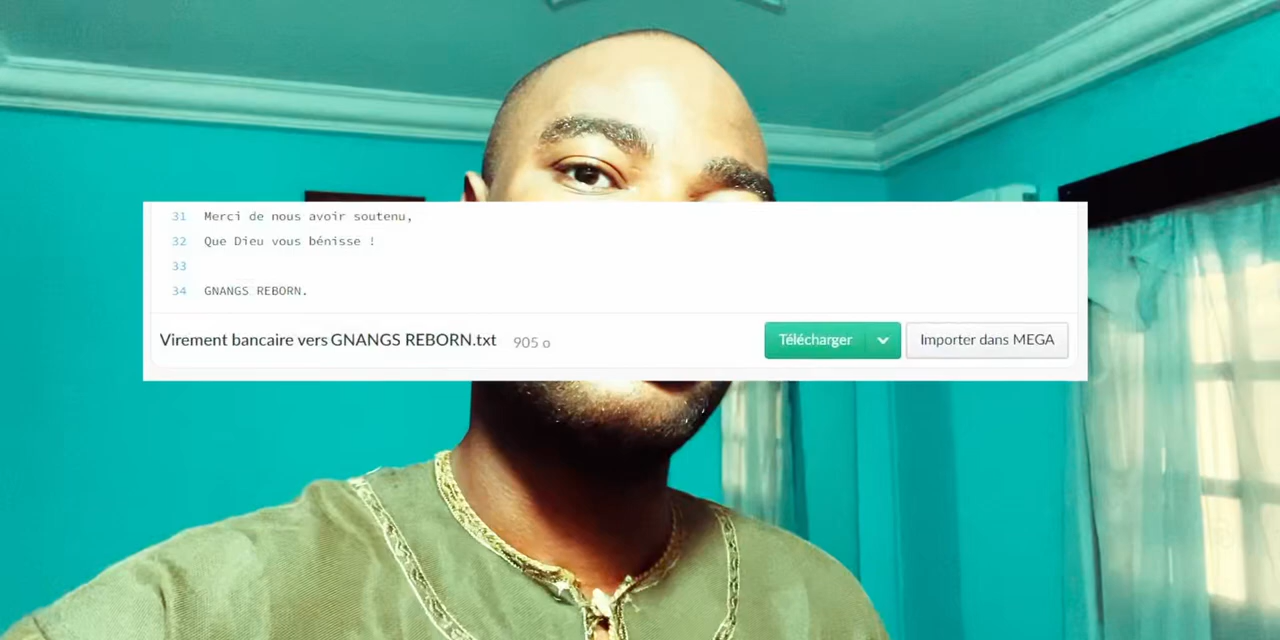 31 Merci de nous avoir soutenu,
32 Que Dieu vous bénisse !
33
34 GNANGS REBORN.
Virement bancaire vers GNANGS REBORN.txt 905 o
Télécharger
Importer dans MEGA